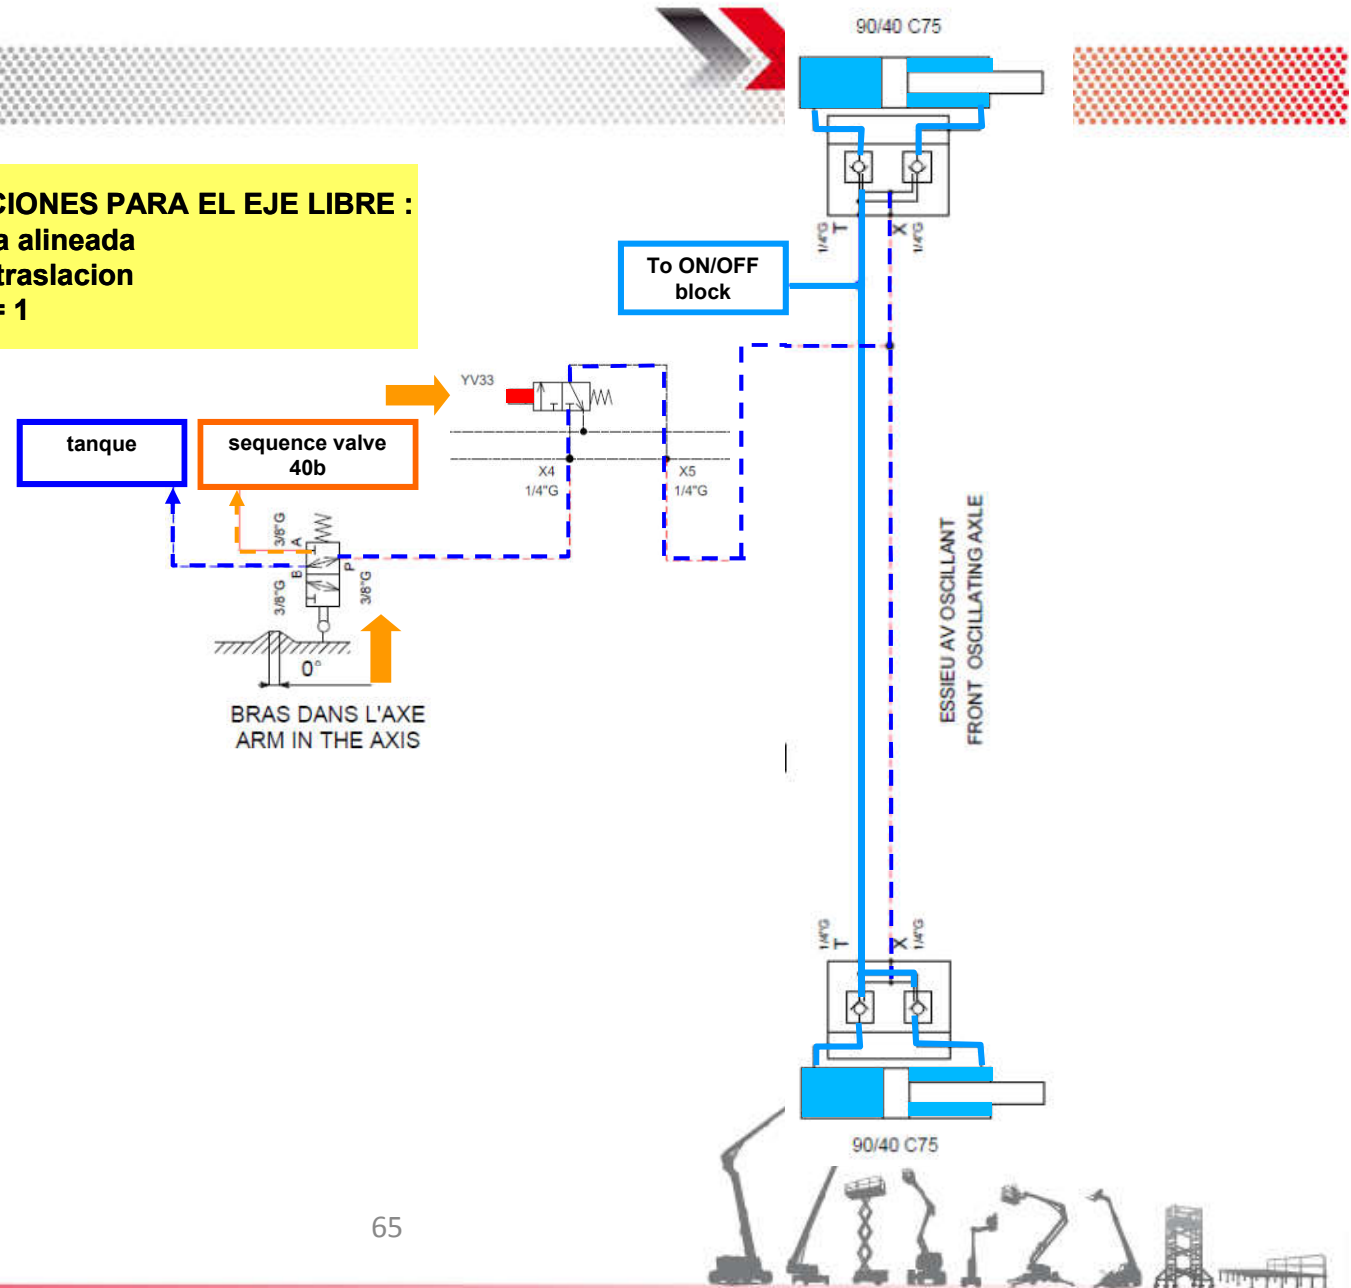 90/40 C75
CIONES PARA EL EJE LIBRE :
a alineada
traslacion
= 1
1/4"G
T
X
1/4"G
To ON/OFF
block
YV33
tanque
sequence valve
40b
X4
1/4"G
X5
1/4"G
3/8"G
A
B
P
3/8"G
3/8"G
0°
BRAS DANS L'AXE
ARM IN THE AXIS
ESSIEU AV OSCILLANT
FRONT OSCILLATING AXLE
1/4"G
T
X
1/4"G
90/40 C75
65